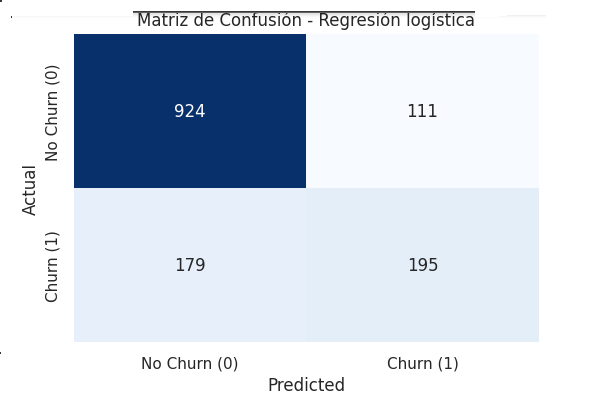 Matriz de Confusión - Regresión logística
No Churn (0)
924
111
Actual
Churn (1)
179
195
No Churn (0)
Churn (1)
Predicted